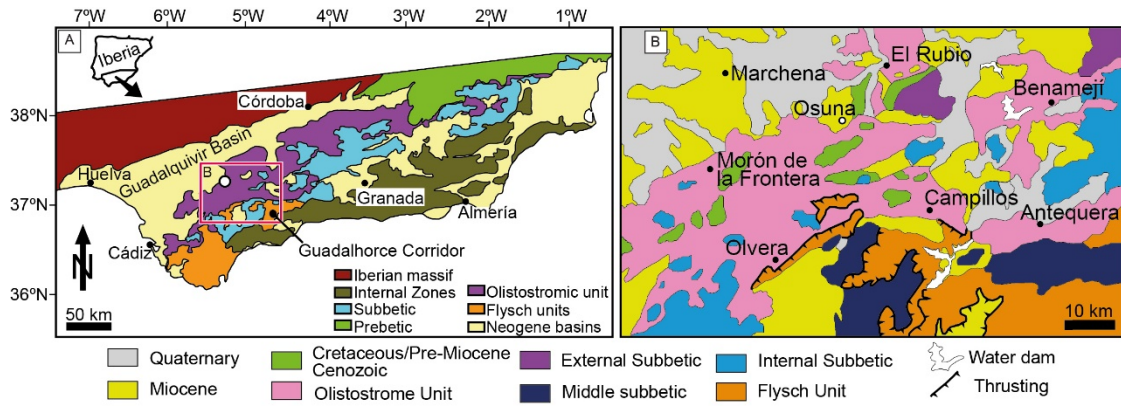 7ºW 6ºW 5ºW 4ºW 3ºW 2ºW 1ºW
A
Iberia
38ºN
37ºN
36ºN
Córdoba
Guadalquivir Basin
Huelva
B
Granada
Almería
Cádiz
Guadalhorce Corridor
N
50 km
Iberian massif
Internal Zones
Subbetic
Prebetic
Olistostromic unit
Flysch units
Neogene basins
B
El Rubio
Marchena
Benamejí
Osuna
Morón de
la Frontera
Campillos
Antequera
Olvera
10 km
Quaternary
Miocene
Cretaceous/Pre-Miocene
Cenozoic
Olistostrome Unit
External Subbetic
Middle subbetic
Internal Subbetic
Flysch Unit
Water dam
Thrusting